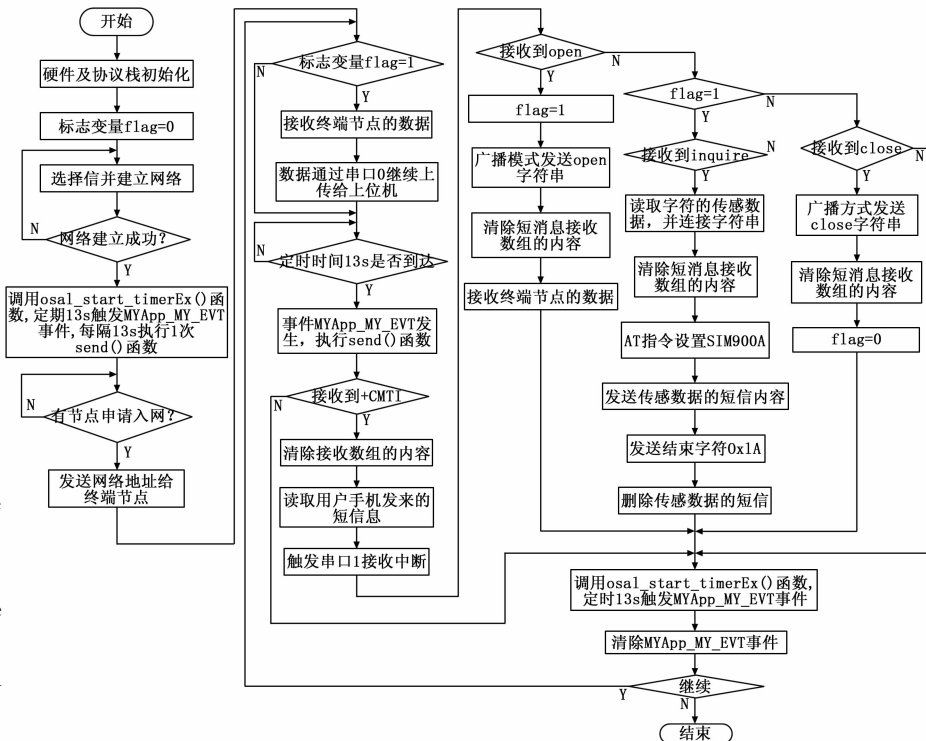 开始
硬件及协议栈初始化
标志变量flag=0
选择信并建立网络
网络建立成功?
N
Y
调用osal_start_timerEx()函
数,定期13s触发MYApp_MY_EVT
事件,每隔13s执行1次
send()函数
有节点申请入网?
N
Y
发送网络地址给
终端节点
标志变量flag=1
N
Y
接收终端节点的数据
数据通过串口0继续上
传给上位机
定时时间13s是否到达
N
Y
事件MYApp_MY_EVT发
生，执行send()函数
接收到+CMTI
N
Y
清除接收数组的内容
读取用户手机发来的
短信息
触发串口1接收中断
接收到open
N
Y
flag=1
广播模式发送open
字符串
清除短消息接收
数组的内容
接收终端节点的数据
flag=1
N
Y
接收到inquire
N
读取字符的传感数
据，并连接字符串
清除短消息接收
数组的内容
AT指令设置SIM900A
发送传感数据的短信内容
发送结束字符0x1A
删除传感数据的短信
接收到close
N
Y
广播方式发送
close字符串
清除短消息接收
数组的内容
flag=0
调用osal_start_timerEx()函数,
定时13s触发MYApp_MY_EVT事件
清除MYApp_MY_EVT事件
继续
Y
N
结束